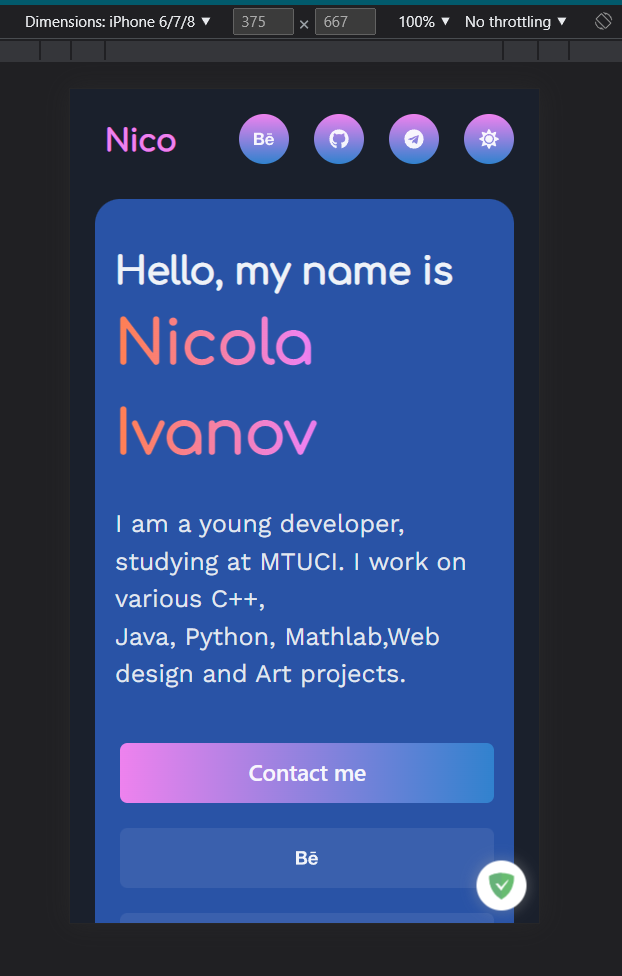 Dimensions: iPhone 6/7/8 ▼ 375 × 667 100% ▼ No throttling ▼
Nico Bē
Hello, my name is
Nicola
Ivanov
I am a young developer,
studying at MTUCI. I work on
various C++,
Java, Python, Mathlab,Web
design and Art projects.
Contact me
Bē